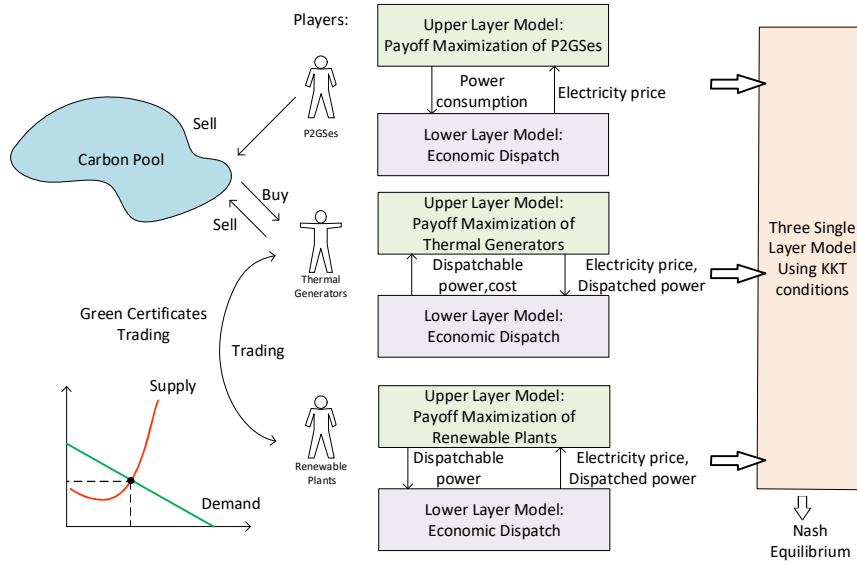 Players:
Upper Layer Model:
Payoff Maximization of P2GSes
Power
consumption
Electricity price
Lower Layer Model:
Economic Dispatch
P2GSes
Sell
Carbon Pool
Buy
Sell
Thermal
Generators
Upper Layer Model:
Payoff Maximization of
Thermal Generators
Dispatchable
power,cost
Electricity price,
Dispatched power
Lower Layer Model:
Economic Dispatch
Green Certificates
Trading
Trading
Supply
Demand
Renewable
Plants
Upper Layer Model:
Payoff Maximization of
Renewable Plants
Dispatchable
power
Electricity price,
Dispatched power
Lower Layer Model:
Economic Dispatch
Three Single
Layer Model
Using KKT
conditions
Nash
Equilibrium